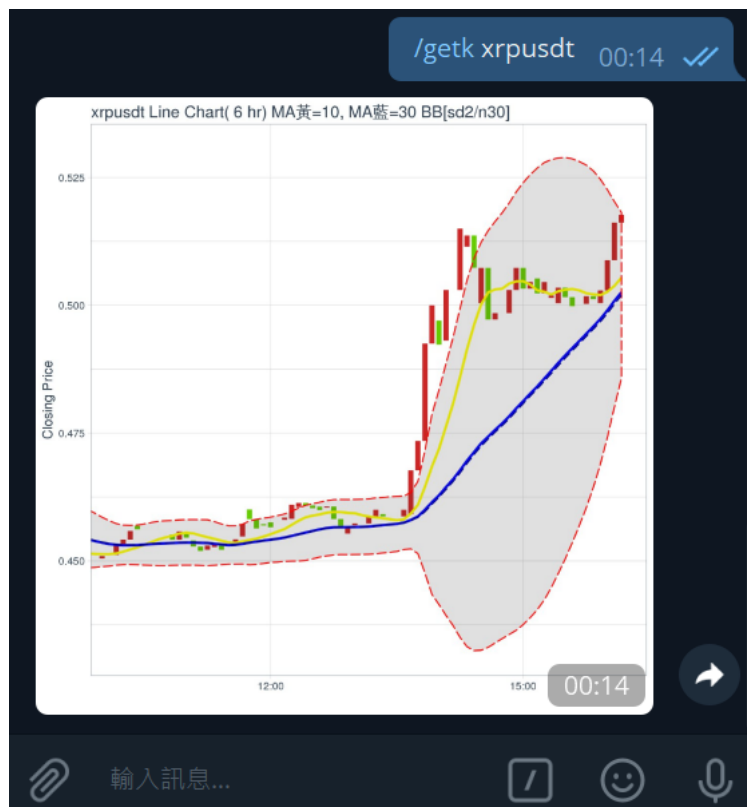 /getk xrpusdt 00:14
xrpusdt Line Chart( 6 hr) MA黃=10, MA藍=30 BB[sd2/n30]
0.525
0.500
Closing Price
0.475
0.450
12:00
15:00
00:14
輸入訊息...